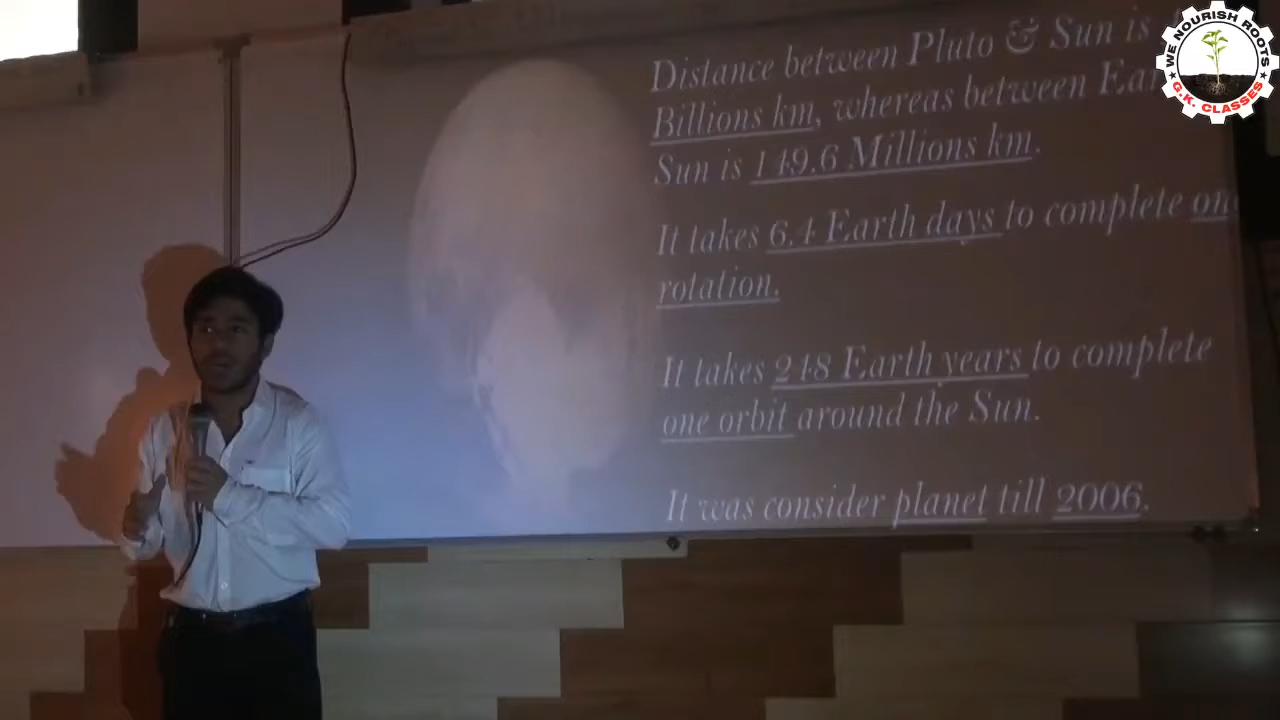 Distance between Pluto & Sun is
Billions km, whereas between Ear
Sun is 149.6 Millions km.
It takes 6.4 Earth days to complete on
rotation.
It takes 248 Earth years to complete
one orbit around the Sun.
It was consider planet till 2006.
WE NOURISH ROOTS
G.K. CLASSES